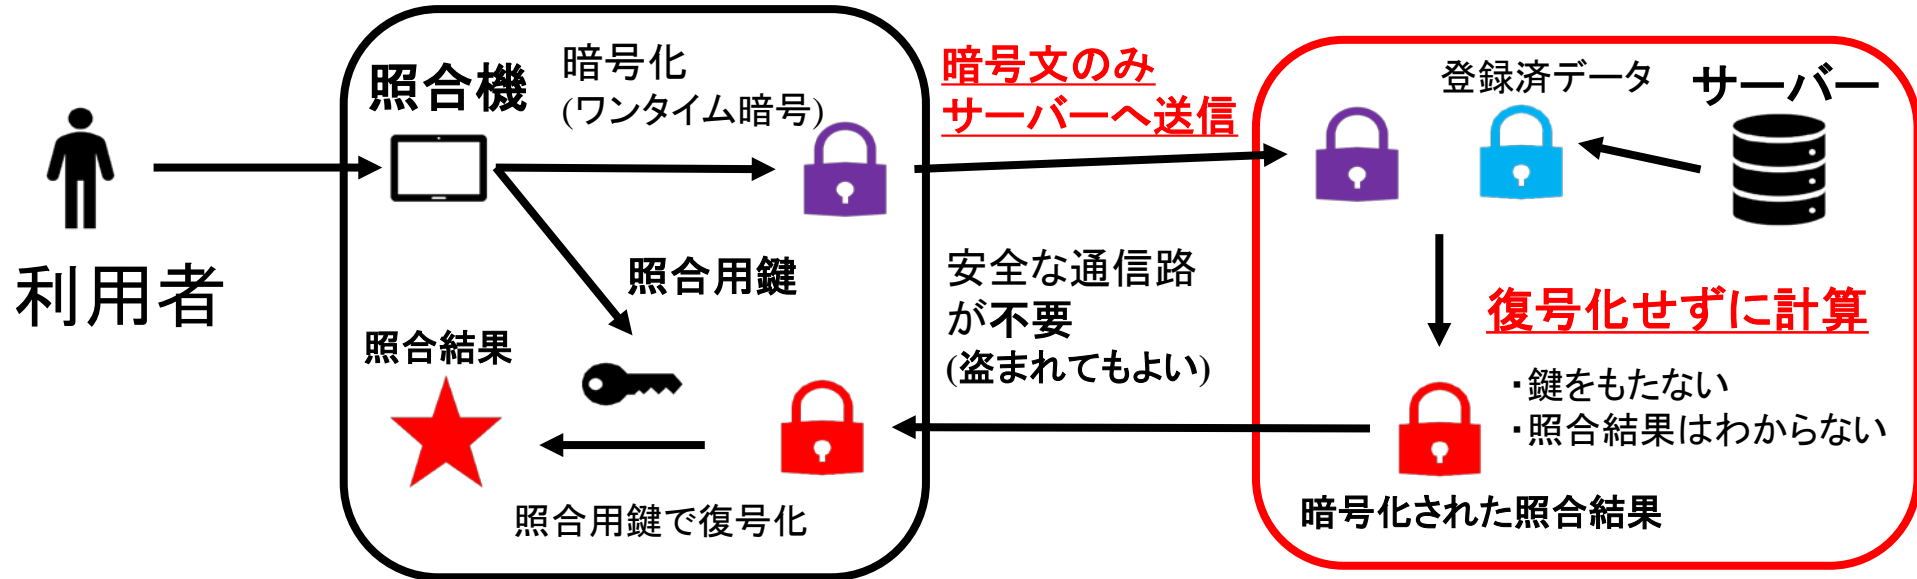 利用者
照合機
暗号化
(ワンタイム暗号)
照合用鍵
照合結果
照合用鍵で復号化
暗号文のみ
サーバーへ送信
安全な通信路
が不要
(盗まれてもよい)
登録済データ
サーバー
復号化せずに計算
・鍵をもたない
・照合結果はわからない
暗号化された照合結果